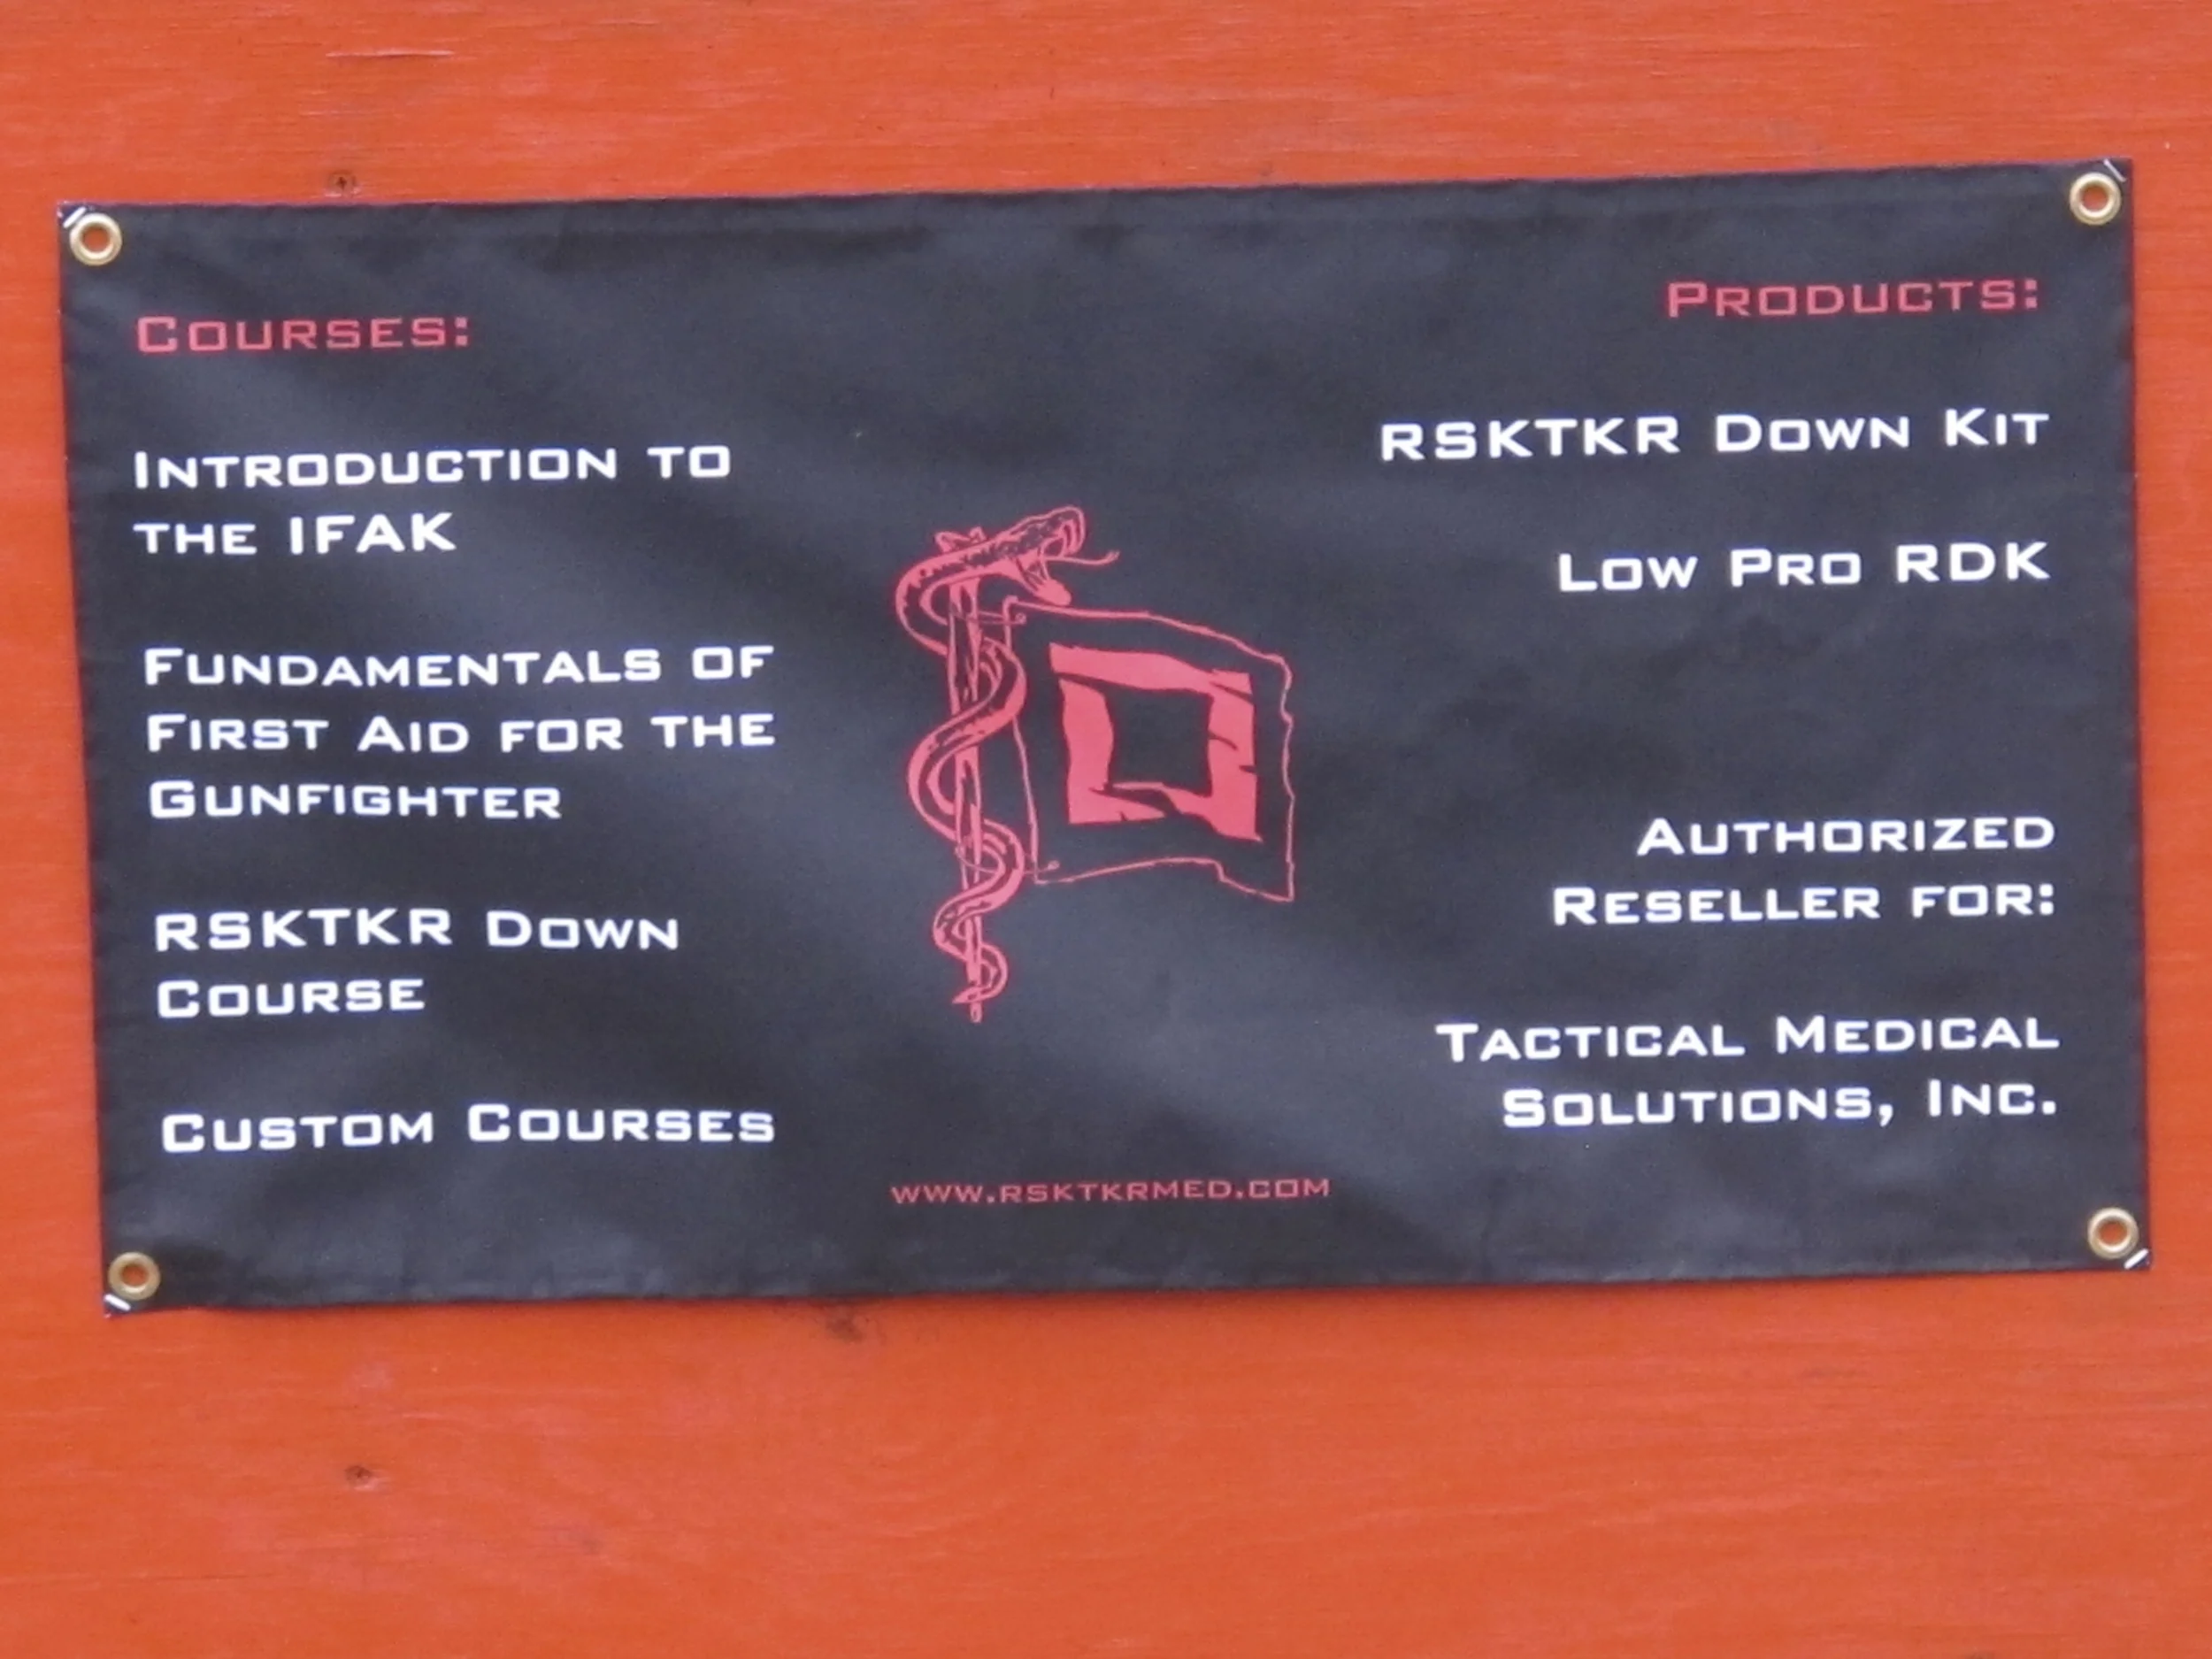 Courses:
Introduction to
the IFAK
Fundamentals of
First Aid for the
Gunfighter
RSKTKR Down
Course
Custom Courses
Products:
RSKTKR Down Kit
Low Pro RDK
Authorized
Reseller for:
Tactical Medical
Solutions, Inc.
www.rsktkrmed.com